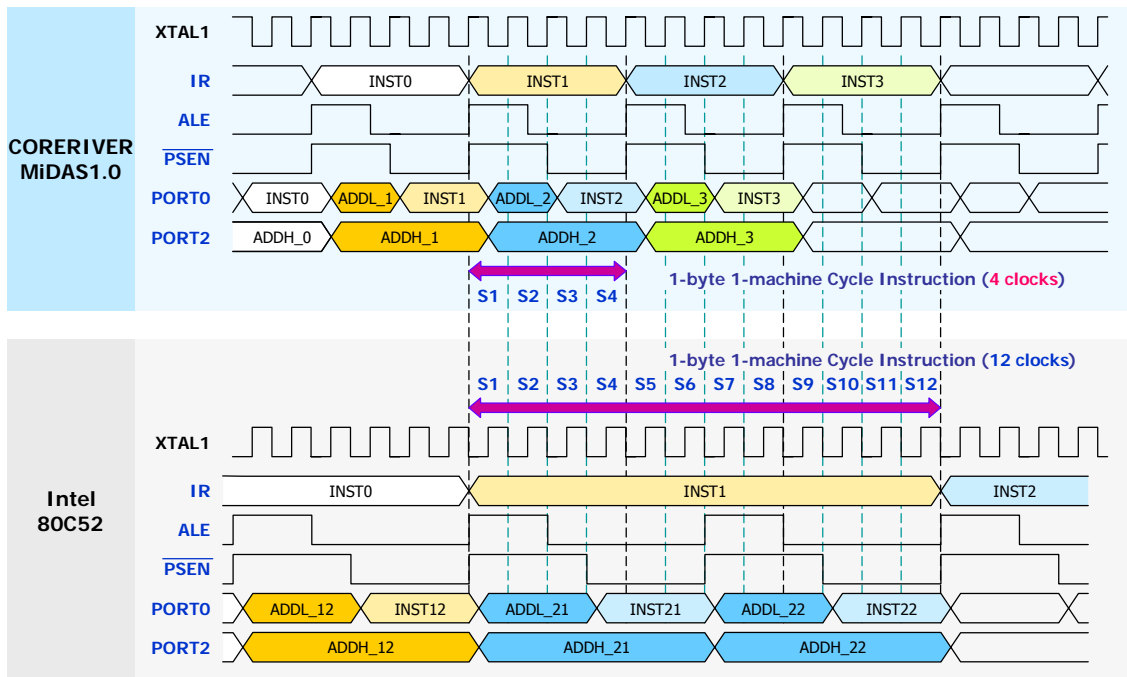 XTAL1
IR INST0 INST1 INST2 INST3
ALE
CORERIVER
MiDAS1.0
PSEN
PORT0 INST0 ADDL_1 INST1 ADDL_2 INST2 ADDL_3 INST3
PORT2 ADDH_0 ADDH_1 ADDH_2 ADDH_3
1-byte 1-machine Cycle Instruction (4 clocks)
S1 S2 S3 S4
1-byte 1-machine Cycle Instruction (12 clocks)
S1 S2 S3 S4 S5 S6 S7 S8 S9 S10 S11 S12
XTAL1
IR INST0 INST1 INST2
Intel
80C52
ALE
PSEN
PORT0 ADDL_12 INST12 ADDL_21 INST21 ADDL_22 INST22
PORT2 ADDH_12 ADDH_21 ADDH_22